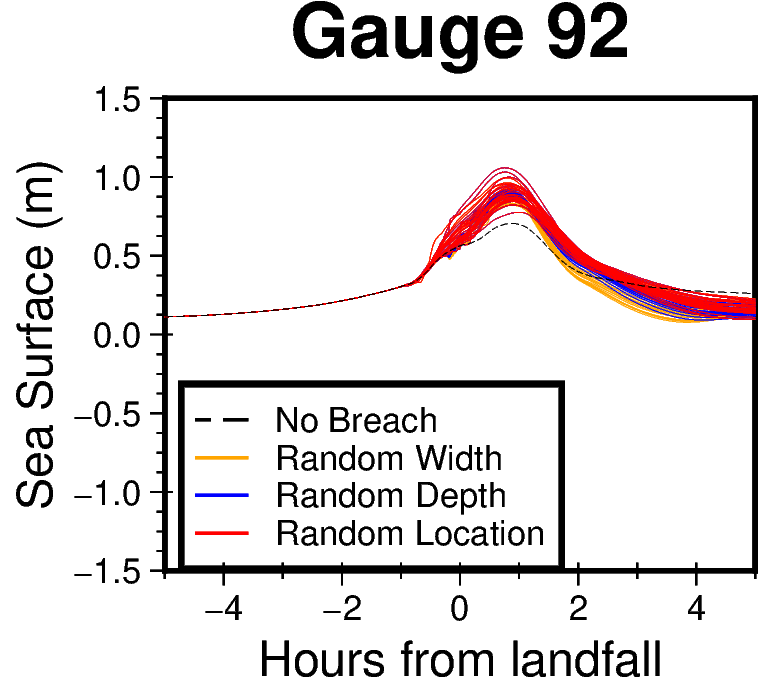 Gauge 92
1.5
1.0
0.5
0.0
−0.5
−1.0
−1.5
Sea Surface (m)
No Breach
Random Width
Random Depth
Random Location
−4 −2 0 2 4
Hours from landfall